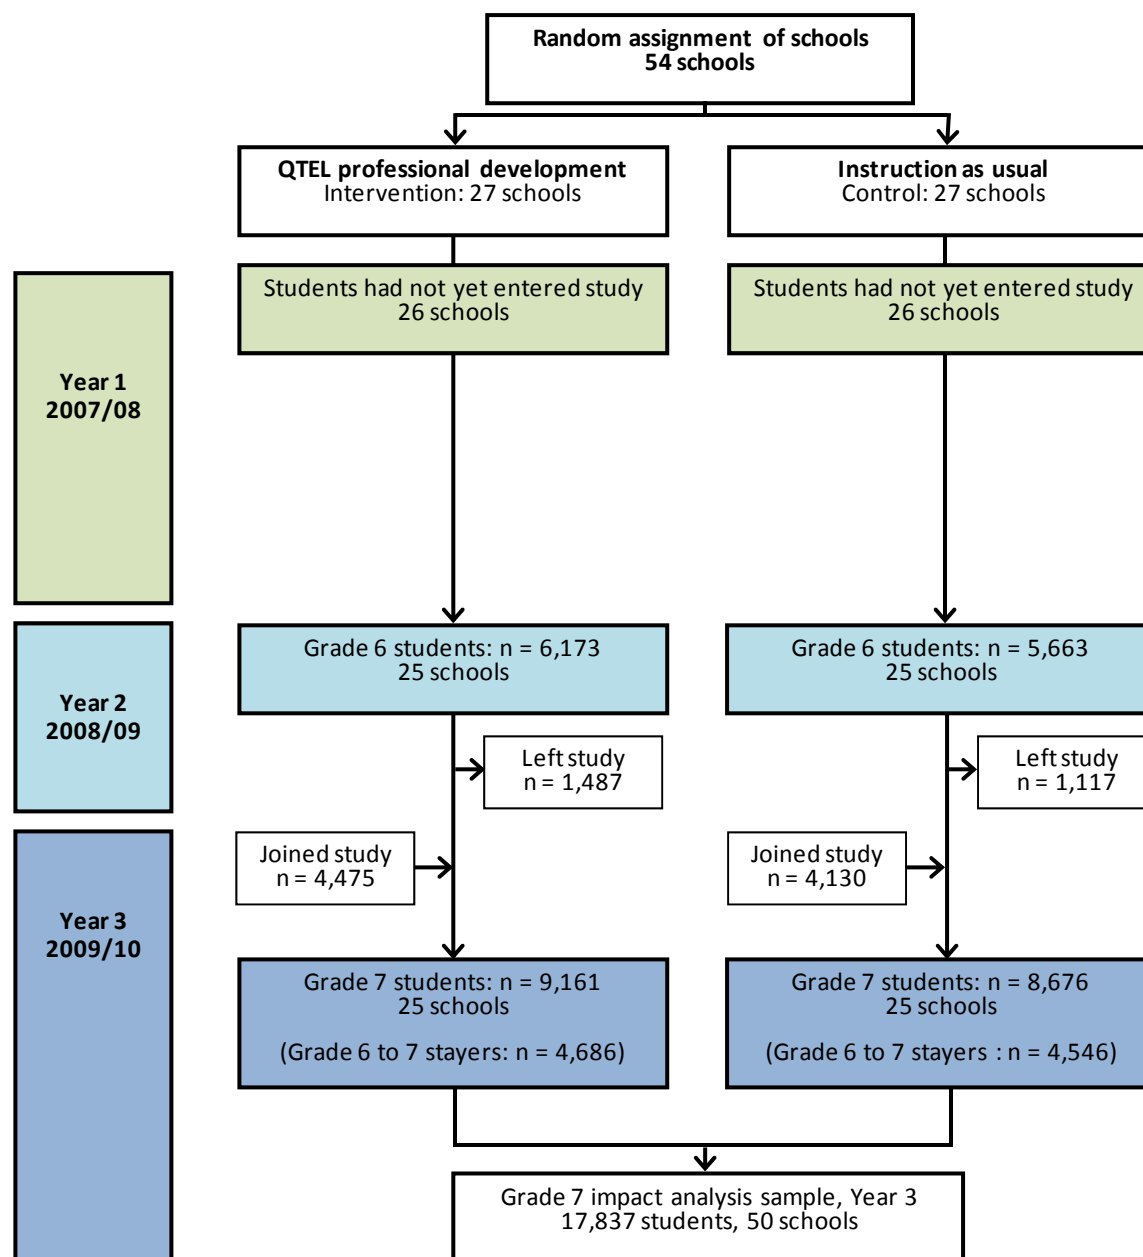 Random assignment of schools
54 schools
QTEL professional development
Intervention: 27 schools
Instruction as usual
Control: 27 schools
Year 1
2007/08
Students had not yet entered study
26 schools
Students had not yet entered study
26 schools
Year 2
2008/09
Grade 6 students: n = 6,173
25 schools
Grade 6 students: n = 5,663
25 schools
Left study
n = 1,487
Left study
n = 1,117
Year 3
2009/10
Joined study
n = 4,475
Joined study
n = 4,130
Grade 7 students: n = 9,161
25 schools
(Grade 6 to 7 stayers: n = 4,686)
Grade 7 students: n = 8,676
25 schools
(Grade 6 to 7 stayers : n = 4,546)
Grade 7 impact analysis sample, Year 3
17,837 students, 50 schools